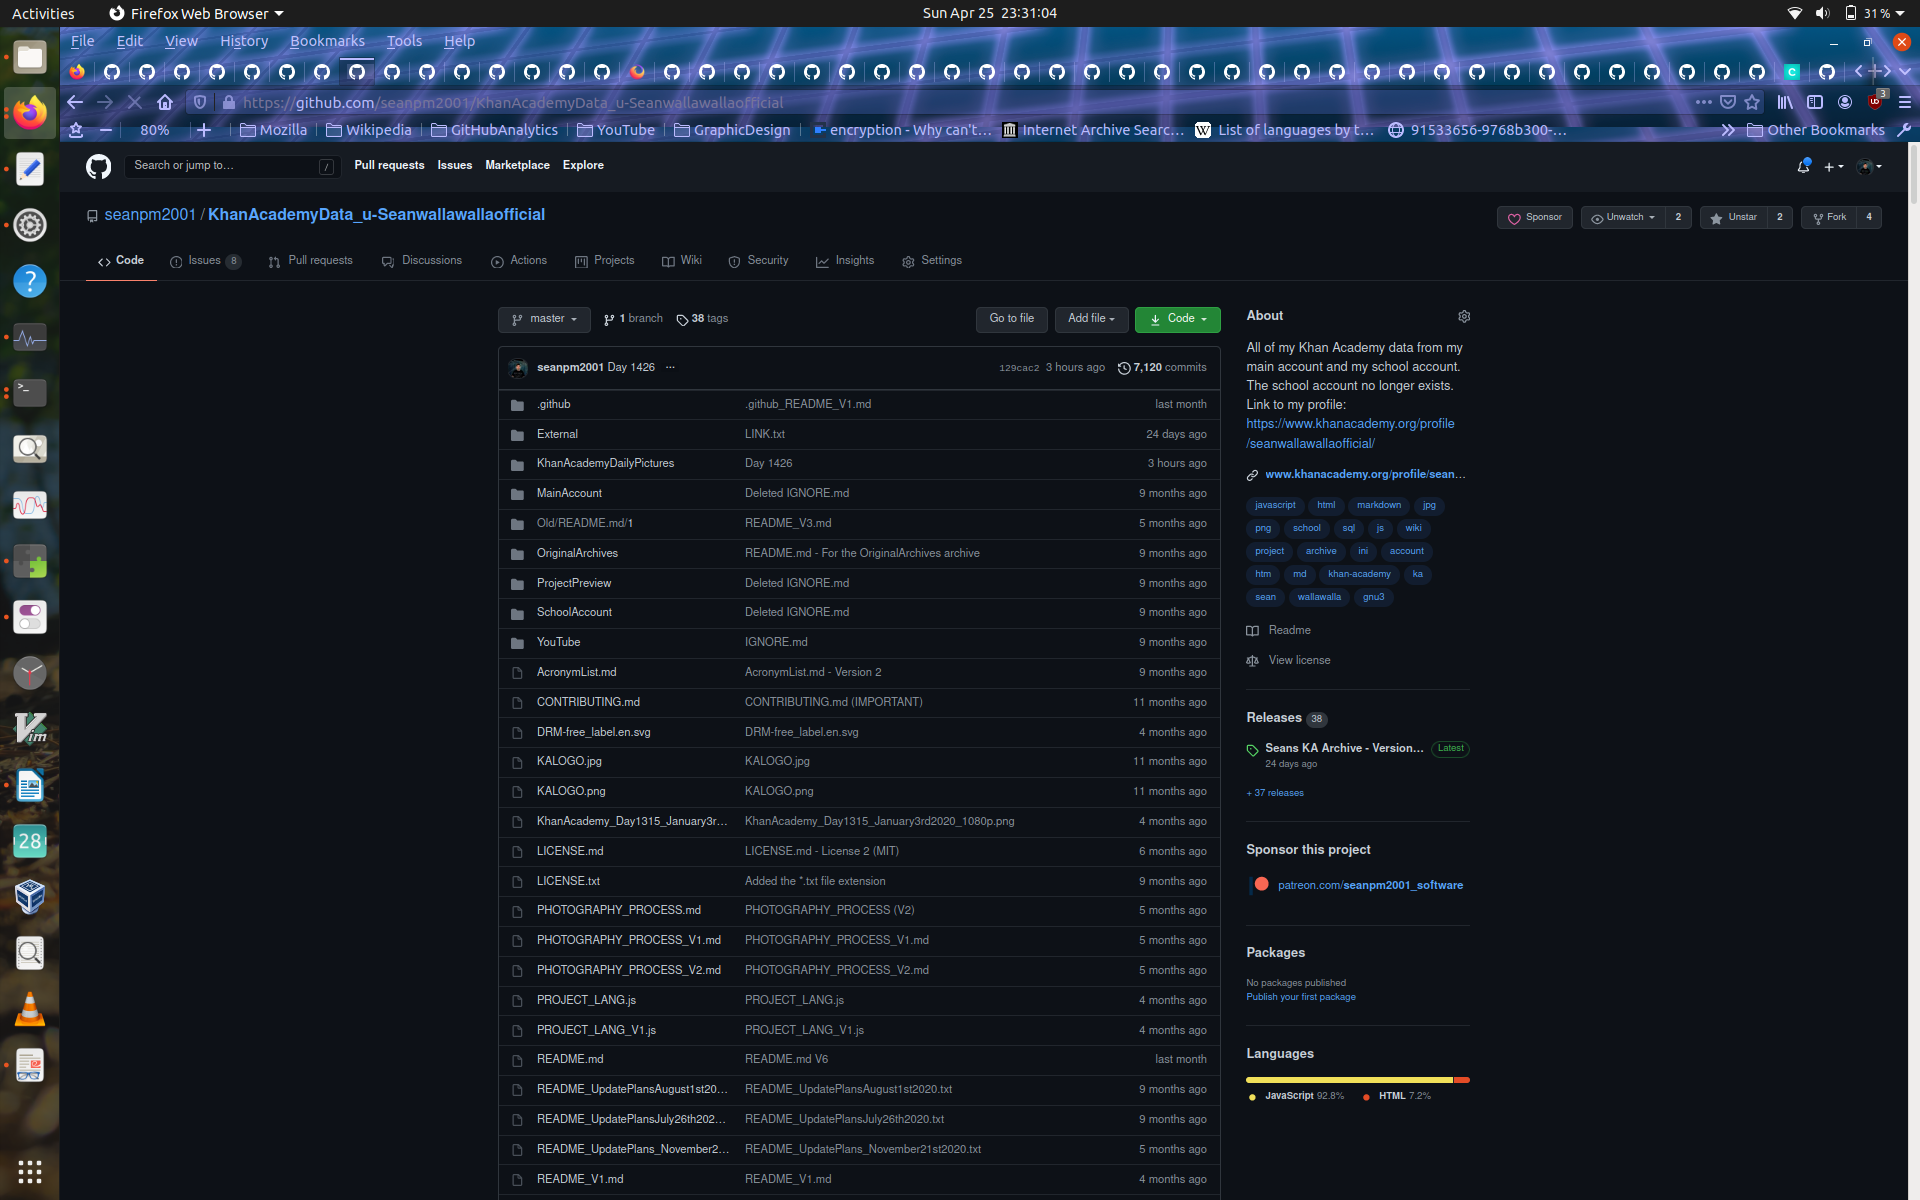 Activities
Firefox Web Browser
Sun Apr 25 23:31:04
31 %
File Edit View History Bookmarks Tools Help
https://github.com/seanpm2001/KhanAcademyData_u-Seanwallawallaofficial
3
80%
Mozilla
Wikipedia
GitHubAnalytics
YouTube
GraphicDesign
encryption - Why can't…
Internet Archive Searc…
List of languages by t…
91533656-9768b300-…
Other Bookmarks
Search or jump to…
/
Pull requests Issues Marketplace Explore
seanpm2001 / KhanAcademyData_u-Seanwallawallaofficial
Sponsor
Unwatch 2
Unstar 2
Fork 4
Code
Issues 8
Pull requests
Discussions
Actions
Projects
Wiki
Security
Insights
Settings
master
1 branch
38 tags
Go to file
Add file
Code
seanpm2001 Day 1426 ...
129cac2 3 hours ago
7,120 commits
.github .github_README_V1.md last month
External LINK.txt 24 days ago
KhanAcademyDailyPictures Day 1426 3 hours ago
MainAccount Deleted IGNORE.md 9 months ago
Old/README.md/1 README_V3.md 5 months ago
OriginalArchives README.md - For the OriginalArchives archive 9 months ago
ProjectPreview Deleted IGNORE.md 9 months ago
SchoolAccount Deleted IGNORE.md 9 months ago
YouTube IGNORE.md 9 months ago
AcronymList.md AcronymList.md - Version 2 9 months ago
CONTRIBUTING.md CONTRIBUTING.md (IMPORTANT) 11 months ago
DRM-free_label.en.svg DRM-free_label.en.svg 4 months ago
KALOGO.jpg KALOGO.jpg 11 months ago
KALOGO.png KALOGO.png 11 months ago
KhanAcademy_Day1315_January3r… KhanAcademy_Day1315_January3rd2020_1080p.png 4 months ago
LICENSE.md LICENSE.md - License 2 (MIT) 6 months ago
LICENSE.txt Added the *.txt file extension 9 months ago
PHOTOGRAPHY_PROCESS.md PHOTOGRAPHY_PROCESS (V2) 5 months ago
PHOTOGRAPHY_PROCESS_V1.md PHOTOGRAPHY_PROCESS_V1.md 5 months ago
PHOTOGRAPHY_PROCESS_V2.md PHOTOGRAPHY_PROCESS_V2.md 5 months ago
PROJECT_LANG.js PROJECT_LANG.js 4 months ago
PROJECT_LANG_V1.js PROJECT_LANG_V1.js 4 months ago
README.md README.md V6 last month
README_UpdatePlansAugust1st20… README_UpdatePlansAugust1st2020.txt 9 months ago
README_UpdatePlansJuly26th202… README_UpdatePlansJuly26th2020.txt 9 months ago
README_UpdatePlans_November2… README_UpdatePlans_November21st2020.txt 5 months ago
README_V1.md README_V1.md 4 months ago
About
All of my Khan Academy data from my
main account and my school account.
The school account no longer exists.
Link to my profile:
https://www.khanacademy.org/profile
/seanwallawallaofficial/
www.khanacademy.org/profile/sean…
javascript html markdown jpg
png school sql js wiki
project archive ini account
htm md khan-academy ka
sean wallawalla gnu3
Readme
View license
Releases 38
Seans KA Archive - Version… Latest
24 days ago
+ 37 releases
Sponsor this project
patreon.com/seanpm2001_software
Packages
No packages published
Publish your first package
Languages
JavaScript 92.8% HTML 7.2%
?
>_
Vim
28
C
W